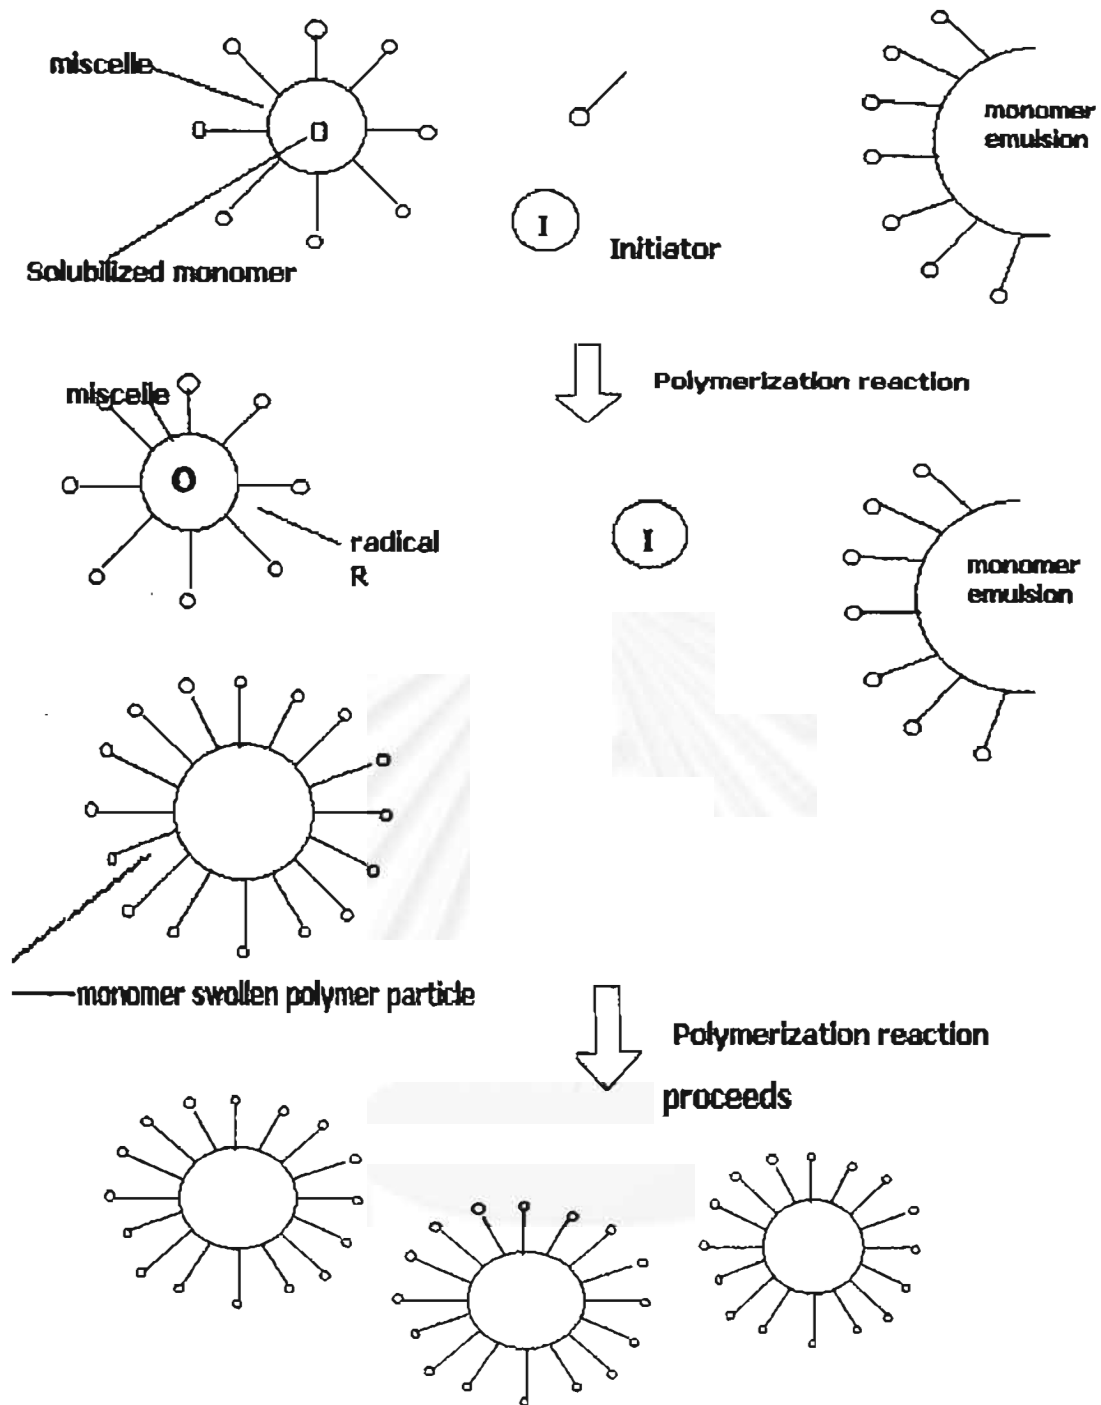 miscelle
monomer
emulsion
I
Initiator
Solubilized monomer
Polymerization reaction
miscelle
I
radical
R
monomer
emulsion
monomer swollen polymer particle
Polymerization reaction
proceeds